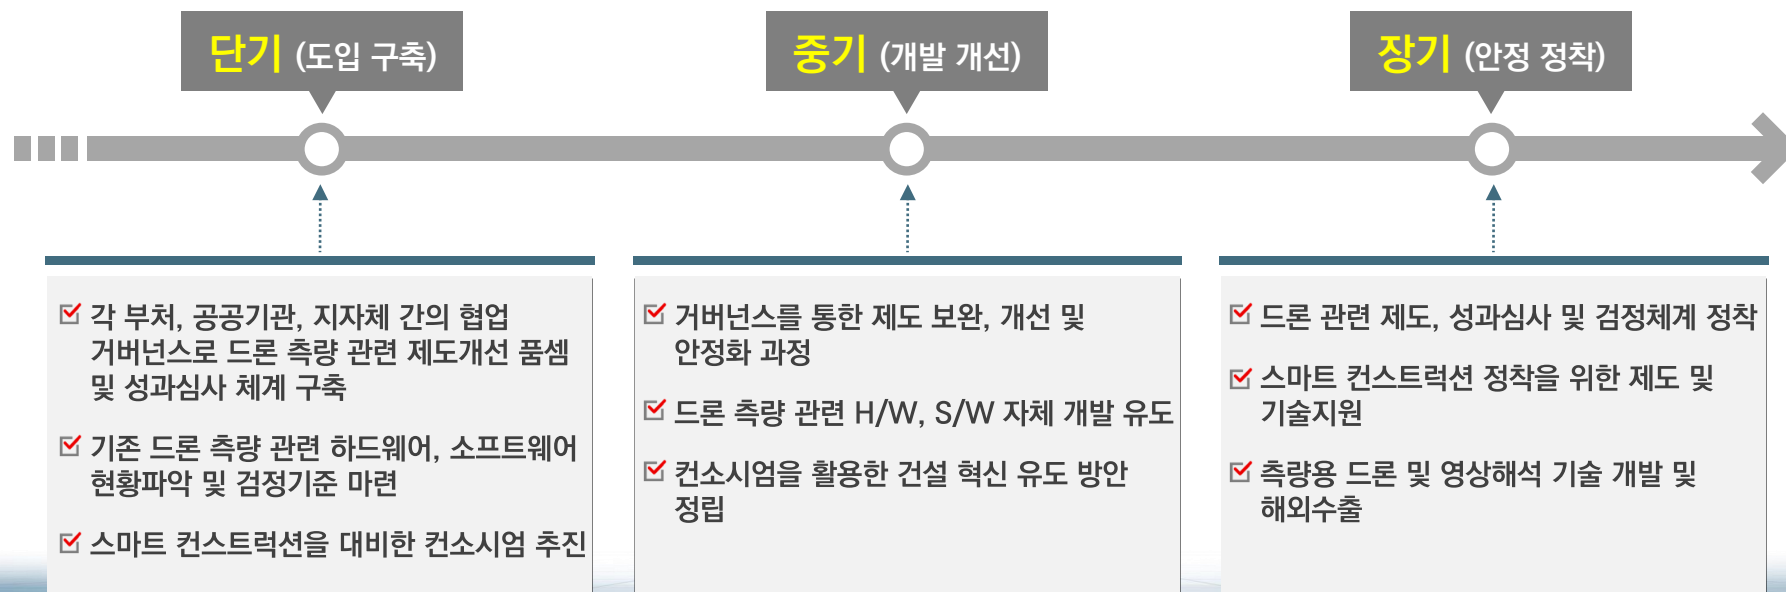 단기 (도입 구축)
중기 (개발 개선)
장기 (안정 정착)
각 부처, 공공기관, 지자체 간의 협업
거버넌스로 드론 측량 관련 제도개선 품셈
및 성과심사 체계 구축
기존 드론 측량 관련 하드웨어, 소프트웨어
현황파악 및 검정기준 마련
스마트 컨스트럭션을 대비한 컨소시엄 추진
거버넌스를 통한 제도 보완, 개선 및
안정화 과정
드론 측량 관련 H/W, S/W 자체 개발 유도
컨소시엄을 활용한 건설 혁신 유도 방안
정립
드론 관련 제도, 성과심사 및 검정체계 정착
스마트 컨스트럭션 정착을 위한 제도 및
기술지원
측량용 드론 및 영상해석 기술 개발 및
해외수출